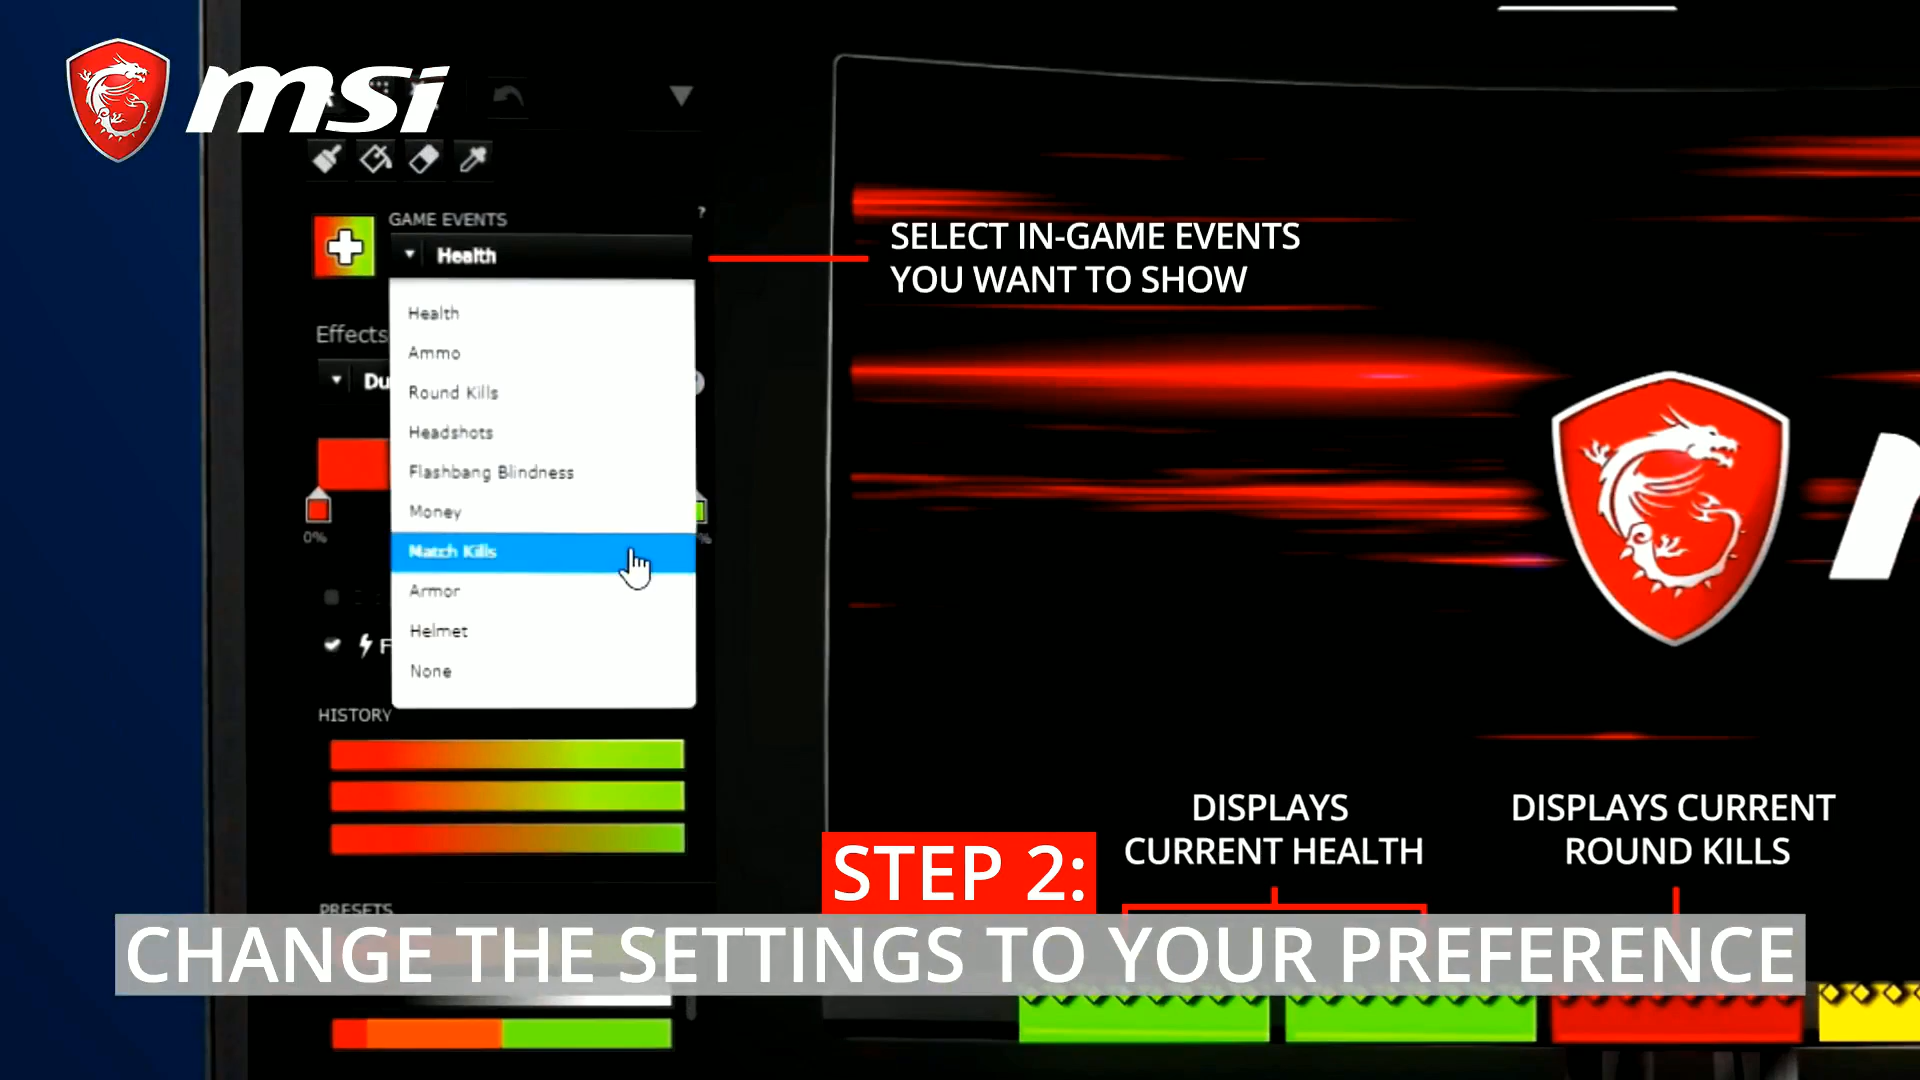 msi
GAME EVENTS
?
Health
SELECT IN-GAME EVENTS
YOU WANT TO SHOW
Health
Effects
Ammo
Du
Round Kills
Headshots
Flashbang Blindness
Money
0%
%
Match Kills
Armor
Helmet
F
None
HISTORY
DISPLAYS
CURRENT HEALTH
DISPLAYS CURRENT
ROUND KILLS
STEP 2:
PRESETS
CHANGE THE SETTINGS TO YOUR PREFERENCE